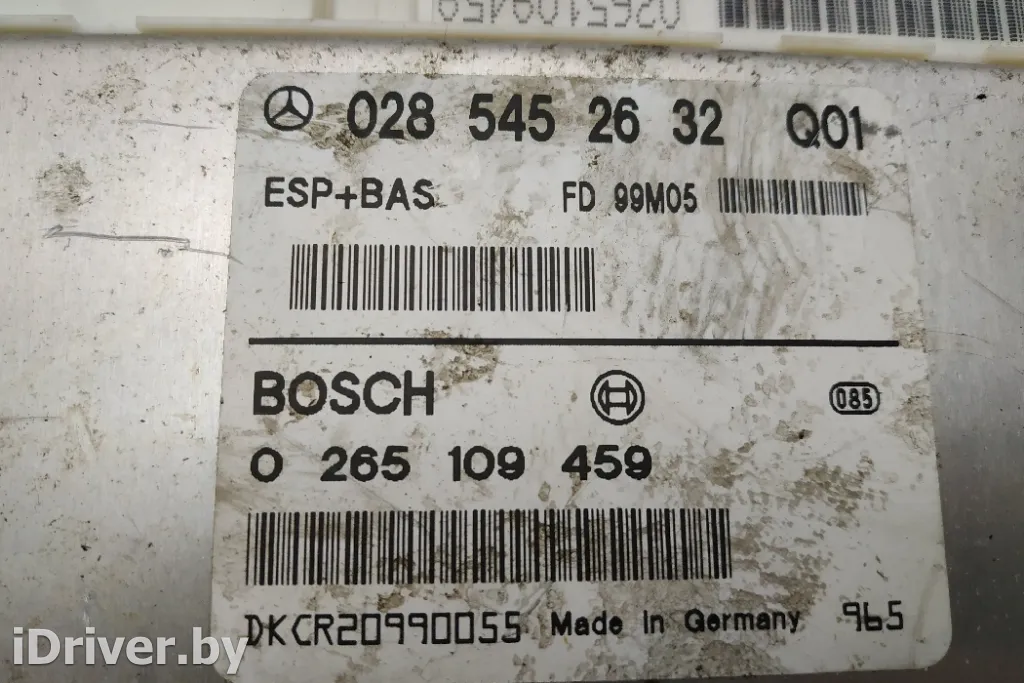 0265109459
028 545 26 32 Q01
ESP+BAS FD 99M05
BOSCH 085
0 265 109 459
DKCR20990055 Made in Germany 965
iDriver.by